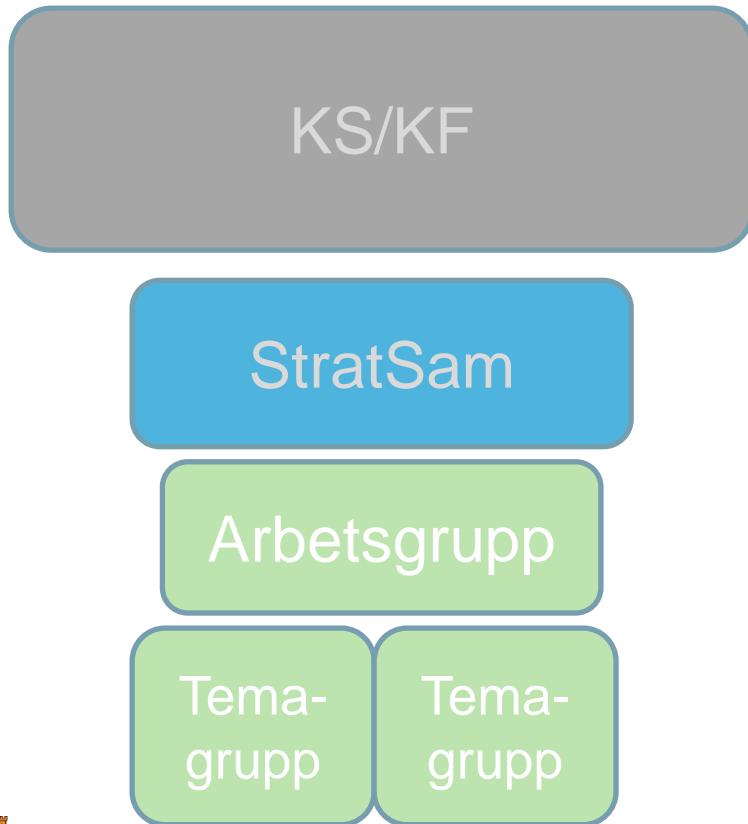 KS/KF
StratSam
Arbetsgrupp
Tema-
grupp
Tema-
grupp